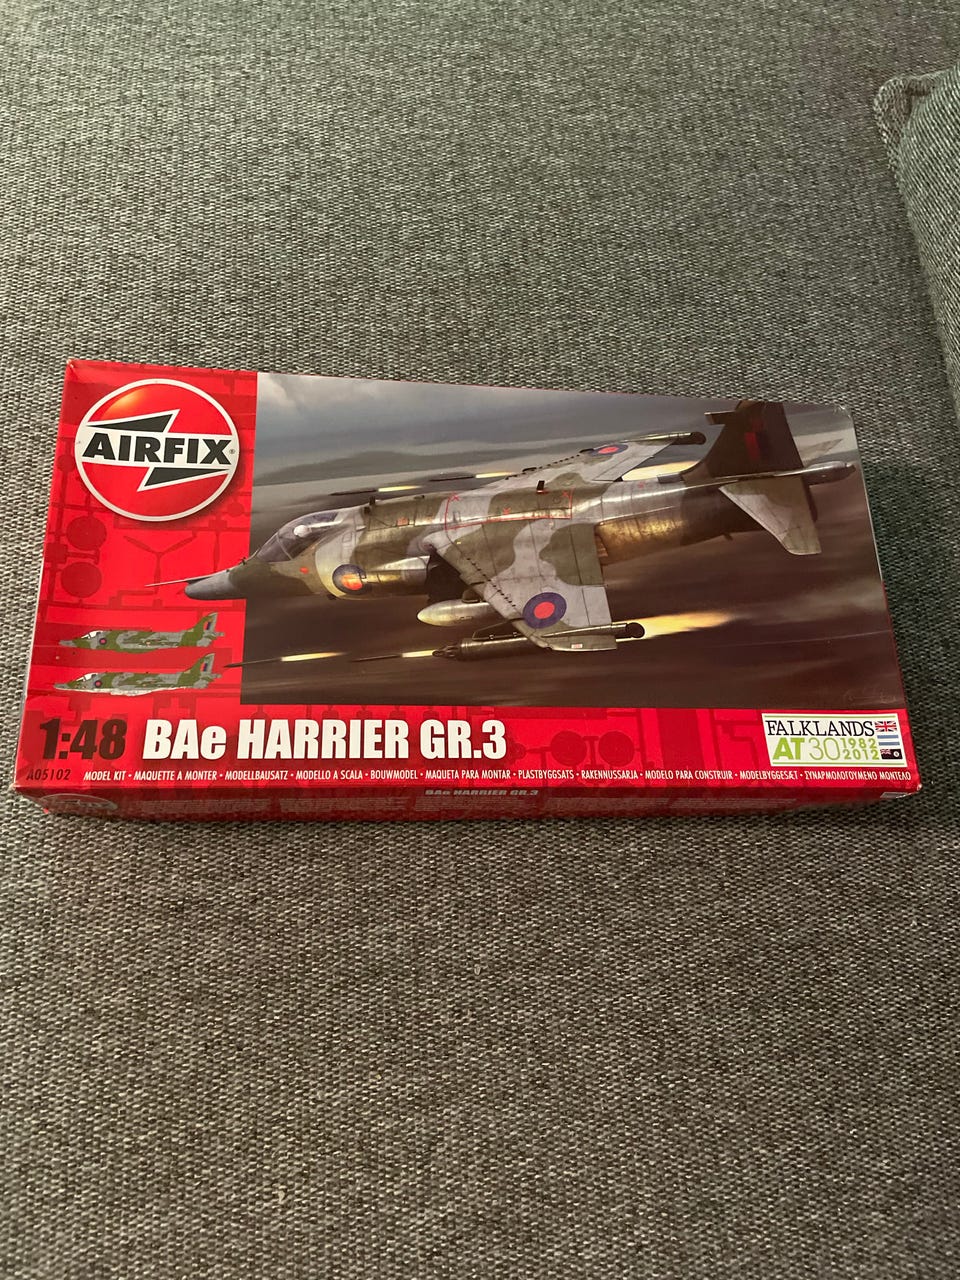 AIRFIX®
1:48 BAe HARRIER GR.3
A05102
MODEL KIT • MAQUETTE A MONTER • MODELLBAUSATZ • MODELLO A SCALA • BOUWMODEL • MAQUETA PARA MONTAR • PLASTBYGGSATS • RAKENNUSSARJA • MODELO PARA CONSTRUIR • MODELBYGGESÆT • ΣΥΝΑΡΜΟΛΟΓΟΥΜΕΝΟ ΜΟΝΤΕΛΟ
FALKLANDS
AT 30 1982
2012
BAe HARRIER GR.3